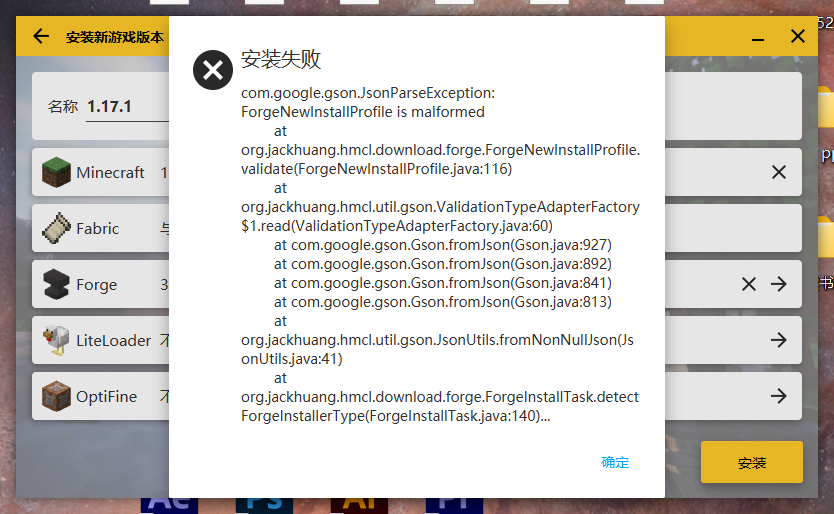 安装新游戏版本
名称 1.17.1
Minecraft 1
Fabric 与
Forge 3
LiteLoader 不
OptiFine 不
安装失败
com.google.gson.JsonParseException:
ForgeNewInstallProfile is malformed
at
org.jackhuang.hmcl.download.forge.ForgeNewInstallProfile.
validate(ForgeNewInstallProfile.java:116)
at
org.jackhuang.hmcl.util.gson.ValidationTypeAdapterFactory
$1.read(ValidationTypeAdapterFactory.java:60)
at com.google.gson.Gson.fromJson(Gson.java:927)
at com.google.gson.Gson.fromJson(Gson.java:892)
at com.google.gson.Gson.fromJson(Gson.java:841)
at com.google.gson.Gson.fromJson(Gson.java:813)
at
org.jackhuang.hmcl.util.gson.JsonUtils.fromNonNullJson(Js
onUtils.java:41)
at
org.jackhuang.hmcl.download.forge.ForgeInstallTask.detect
ForgeInstallerType(ForgeInstallTask.java:140)...
确定
安装
52
书